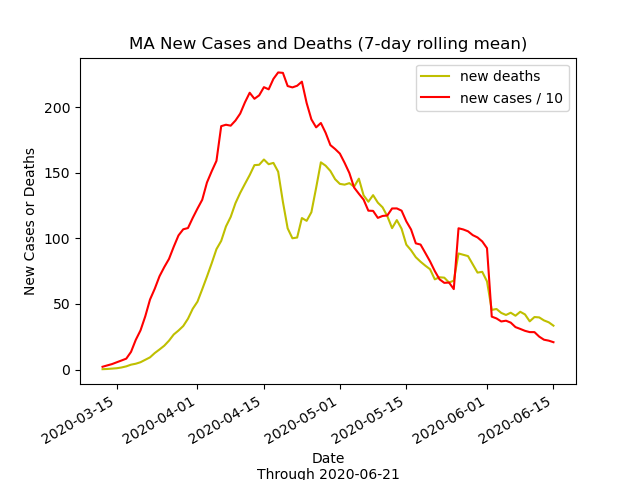 MA New Cases and Deaths (7-day rolling mean)
new deaths
new cases / 10
New Cases or Deaths
200
150
100
50
0
2020-03-15
2020-04-01
2020-04-15
2020-05-01
2020-05-15
2020-06-01
2020-06-15
Date
Through 2020-06-21